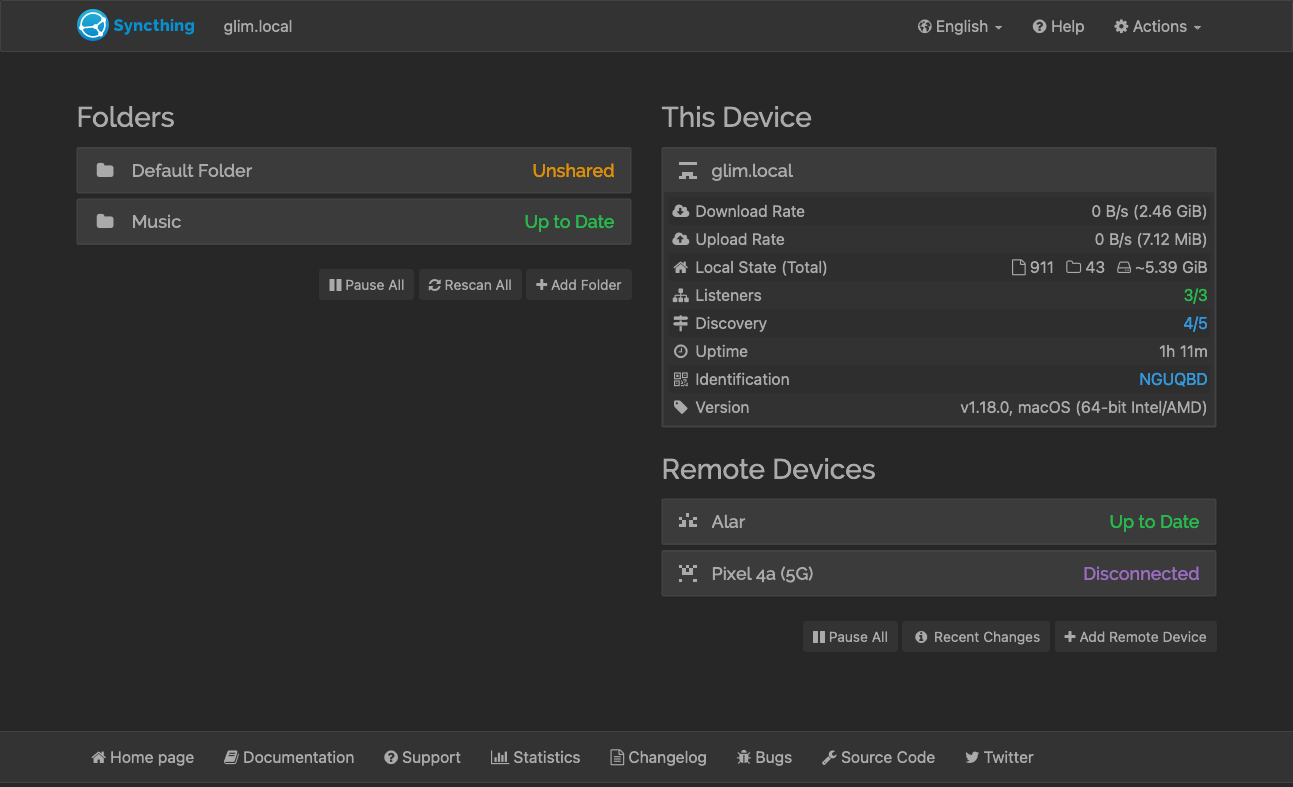 Syncthing glim.local English Help Actions
Folders
Default Folder Unshared
Music Up to Date
Pause All Rescan All Add Folder
This Device
glim.local
Download Rate 0 B/s (2.46 GiB)
Upload Rate 0 B/s (7.12 MiB)
Local State (Total) 911 43 ~5.39 GiB
Listeners 3/3
Discovery 4/5
Uptime 1h 11m
Identification NGUQBD
Version v1.18.0, macOS (64-bit Intel/AMD)
Remote Devices
Alar Up to Date
Pixel 4a (5G) Disconnected
Pause All Recent Changes Add Remote Device
Home page Documentation Support Statistics Changelog Bugs Source Code Twitter